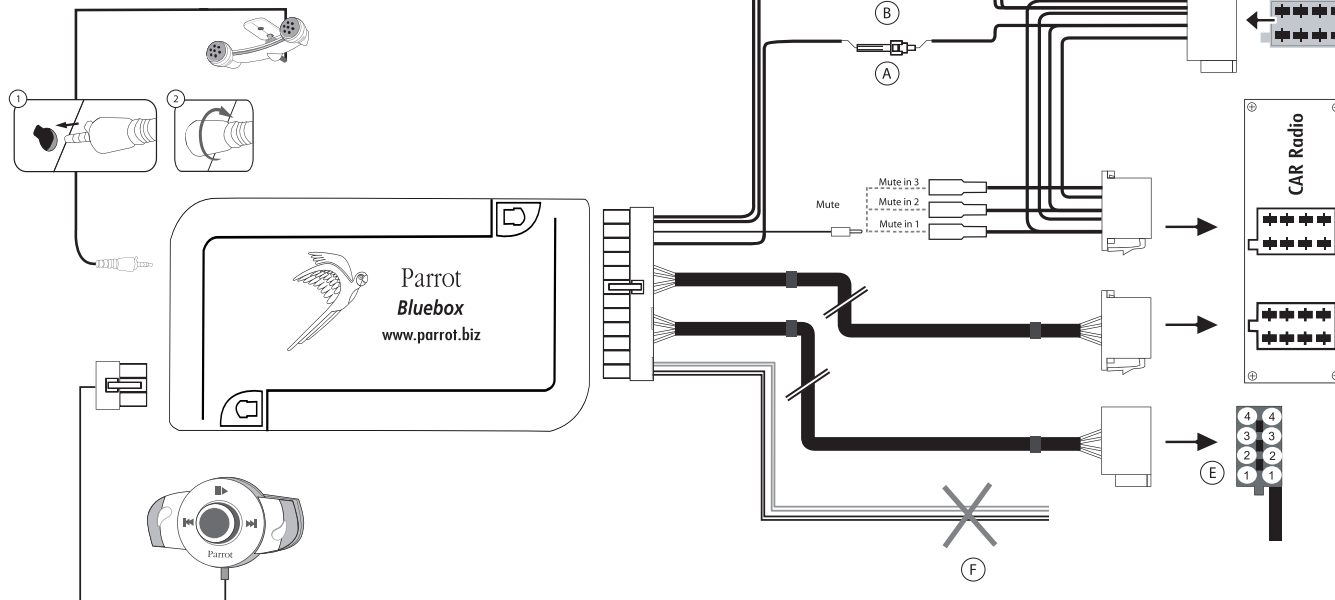 B
A
1
2
CAR Radio
Mute in 3
Mute in 2
Mute in 1
Mute
Parrot
Bluebox
www.parrot.biz
4 4
3 3
2 2
1 1
E
Parrot
F